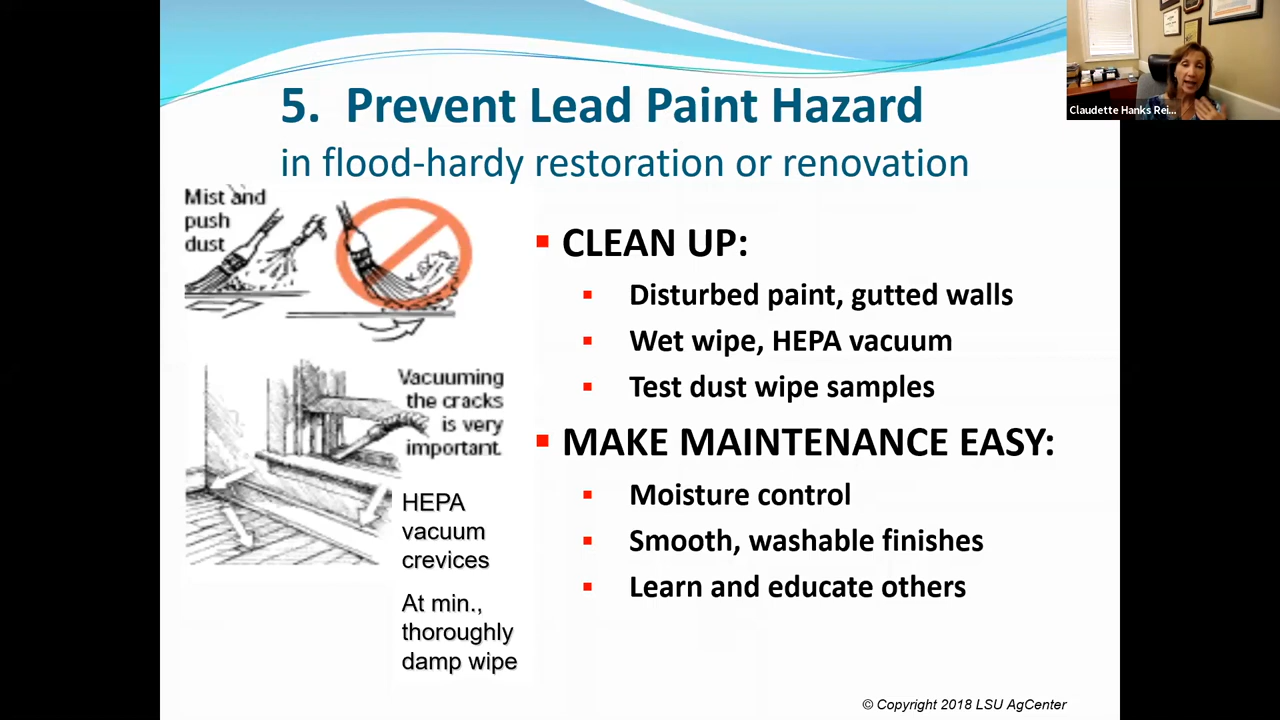 5. Prevent Lead Paint Hazard
in flood-hardy restoration or renovation
Claudette Hanks Rei...
Mist and
push
dust
Vacuuming
the cracks
is very
important.
HEPA
vacuum
crevices
At min.,
thoroughly
damp wipe
CLEAN UP:
Disturbed paint, gutted walls
Wet wipe, HEPA vacuum
Test dust wipe samples
MAKE MAINTENANCE EASY:
Moisture control
Smooth, washable finishes
Learn and educate others
© Copyright 2018 LSU AgCenter